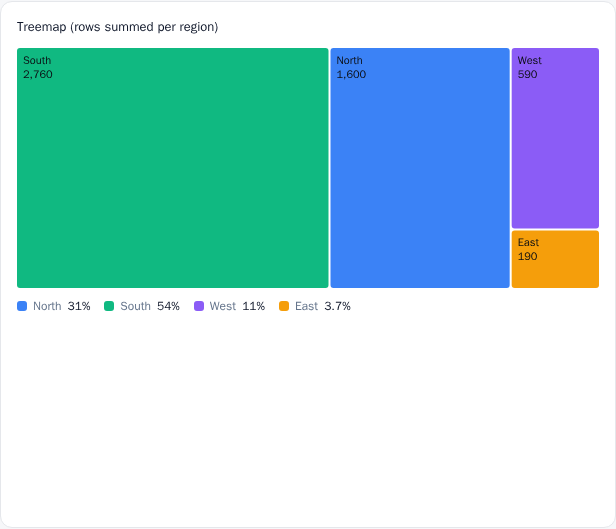 Treemap (rows summed per region)
South
2,760
North
1,600
West
590
East
190
North 31% South 54% West 11% East 3.7%